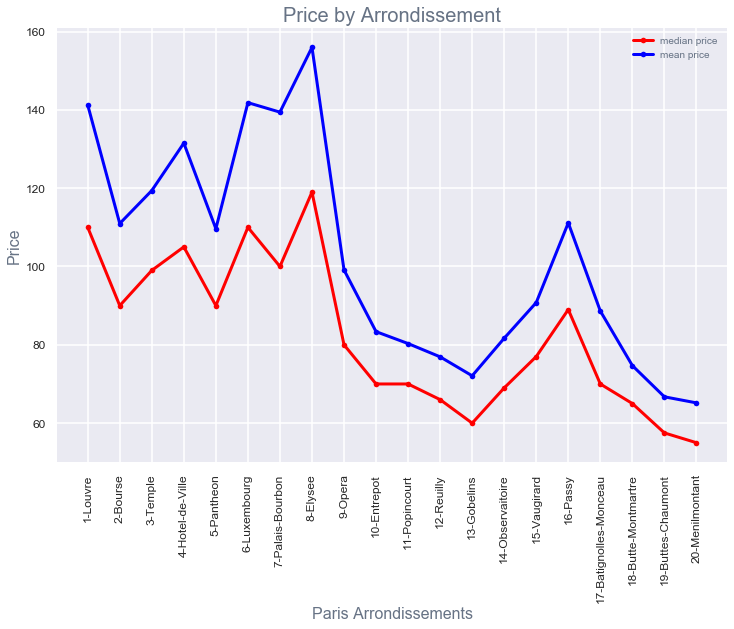 Price by Arrondissement
median price
mean price
Price
160
140
120
100
80
60
1-Louvre
2-Bourse
3-Temple
4-Hotel-de-Ville
5-Pantheon
6-Luxembourg
7-Palais-Bourbon
8-Elysee
9-Opera
10-Entrepot
11-Popincourt
12-Reuilly
13-Gobelins
14-Observaitoire
15-Vaugirard
16-Passy
17-Batignolles-Monceau
18-Butte-Montmartre
19-Buttes-Chaumont
20-Menilmontant
Paris Arrondissements